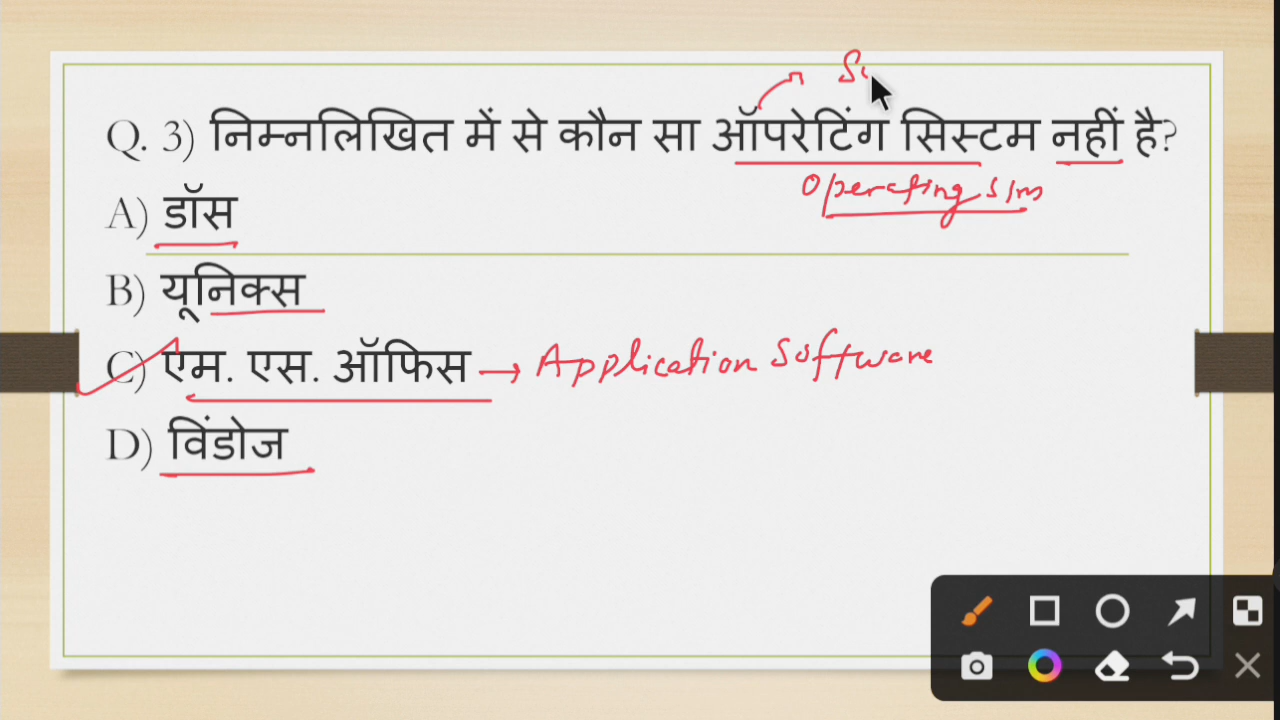 Q. 3) निम्नलिखित में से कौन सा ऑपरेटिंग सिस्टम नहीं है?
Operating
A) डॉस
B) यूनिक्स
C) एम. एस. ऑफिस → Application Software
D) विंडोज